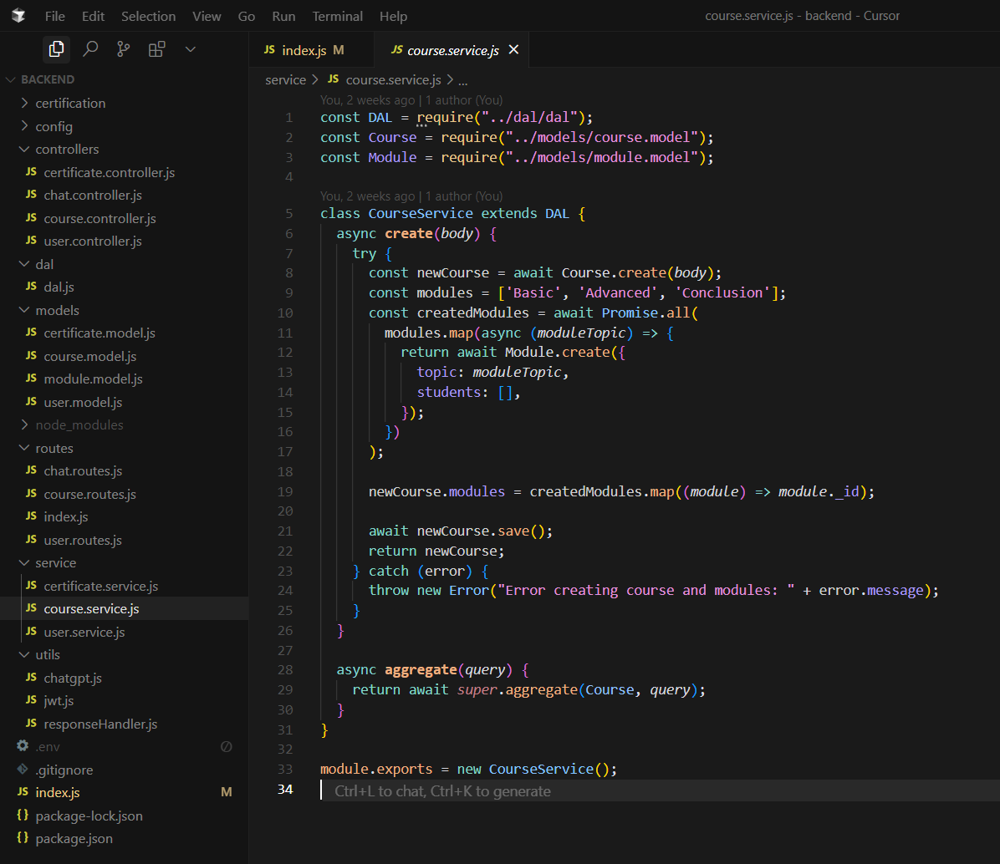 File Edit Selection View Go Run Terminal Help course.service.js - backend - Cursor
BACKEND
certification
config
controllers
JS certificate.controller.js
JS chat.controller.js
JS course.controller.js
JS user.controller.js
dal
JS dal.js
models
JS certificate.model.js
JS course.model.js
JS module.model.js
JS user.model.js
node_modules
routes
JS chat.routes.js
JS course.routes.js
JS index.js
JS user.routes.js
service
JS certificate.service.js
JS course.service.js
JS user.service.js
utils
JS chatgpt.js
JS jwt.js
JS responseHandler.js
.env
.gitignore
JS index.js M
{} package-lock.json
{} package.json
JS index.js M JS course.service.js
service > JS course.service.js > ...
You, 2 weeks ago | 1 author (You)
1 const DAL = require("../dal/dal");
2 const Course = require("../models/course.model");
3 const Module = require("../models/module.model");
4
You, 2 weeks ago | 1 author (You)
5 class CourseService extends DAL {
6   async create(body) {
7     try {
8       const newCourse = await Course.create(body);
9       const modules = ['Basic', 'Advanced', 'Conclusion'];
10       const createdModules = await Promise.all(
11         modules.map(async (moduleTopic) => {
12           return await Module.create({
13             topic: moduleTopic,
14             students: [],
15           });
16         })
17       );
18
19       newCourse.modules = createdModules.map((module) => module._id);
20
21       await newCourse.save();
22       return newCourse;
23     } catch (error) {
24       throw new Error("Error creating course and modules: " + error.message);
25     }
26   }
27
28   async aggregate(query) {
29     return await super.aggregate(Course, query);
30   }
31 }
32
33 module.exports = new CourseService();
34 Ctrl+L to chat, Ctrl+K to generate